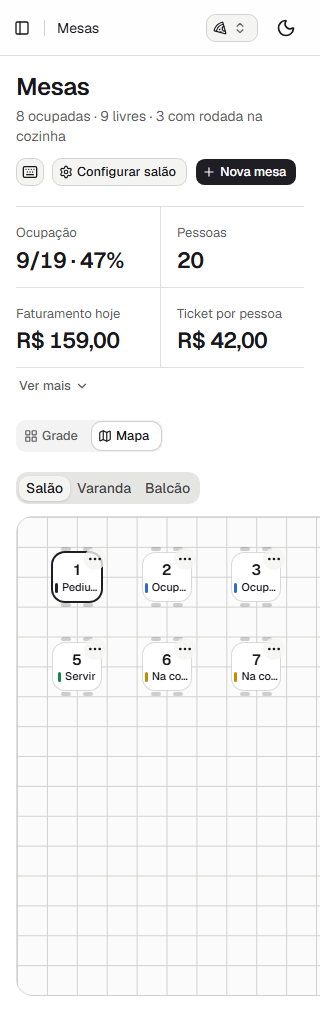 Mesas
Mesas
8 ocupadas · 9 livres · 3 com rodada na
cozinha
Configurar salão
Nova mesa
Ocupação
9/19 · 47%
Pessoas
20
Faturamento hoje
R$ 159,00
Ticket por pessoa
R$ 42,00
Ver mais
Grade
Mapa
Salão
Varanda
Balcão
1
Pediu...
2
Ocup...
3
Ocup...
5
Servir
6
Na co...
7
Na co...